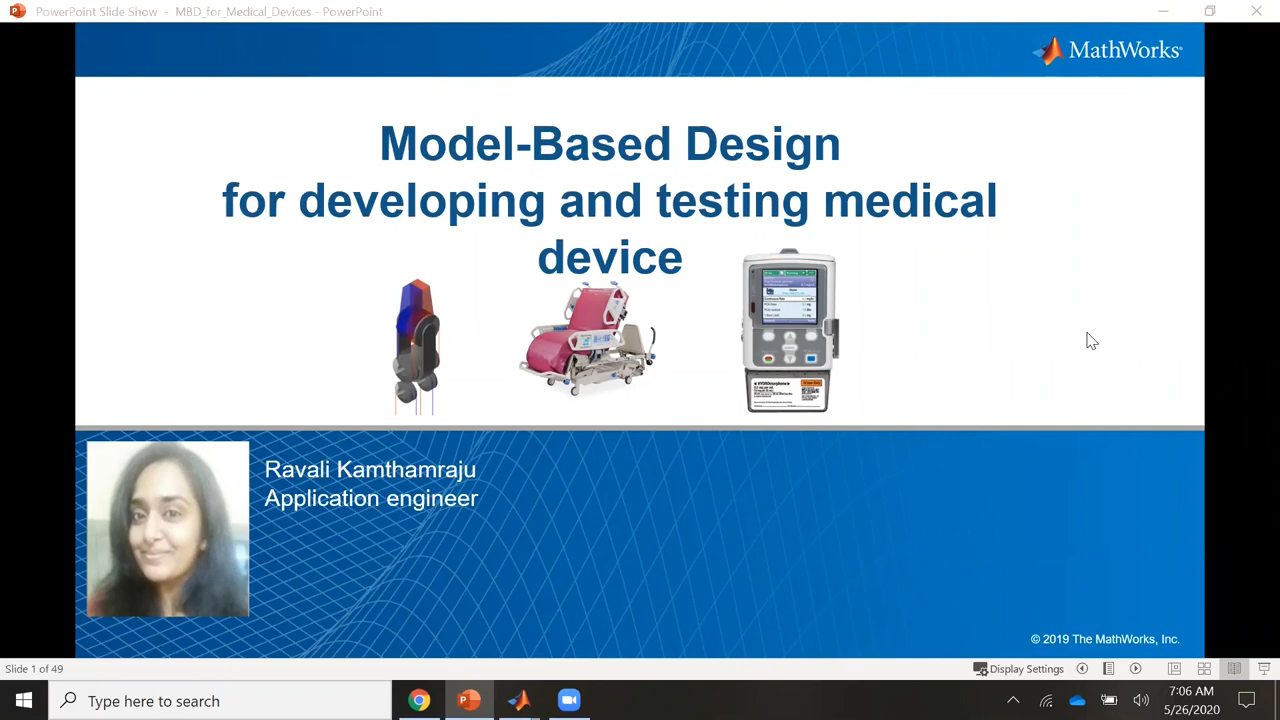 PowerPoint Slide Show - MBD_for_Medical_Devices - PowerPoint
MathWorks
Model-Based Design
for developing and testing medical
device
Ravali Kamthamraju
Application engineer
© 2019 The MathWorks, Inc.
Slide 1 of 49
Display Settings
Type here to search
7:06 AM
5/26/2020